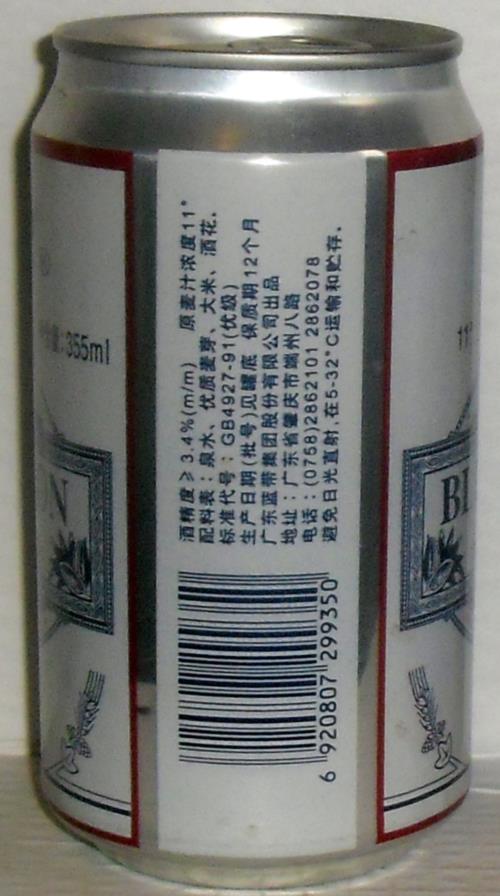 酒精度≥3.4%(m/m) 原麦汁浓度11°
配料表：泉水、优质麦芽、大米、酒花。
标准代号：GB4927-91(优级)
生产日期(批号)见罐底 保质期12个月
广东蓝带集团股份有限公司出品
地址：广东省肇庆市端州八路
电话：(0758)2862101 2862078
避免日光直射,在5-32°C运输和贮存。
6 920807 299350
355ml
ON
11°
BL